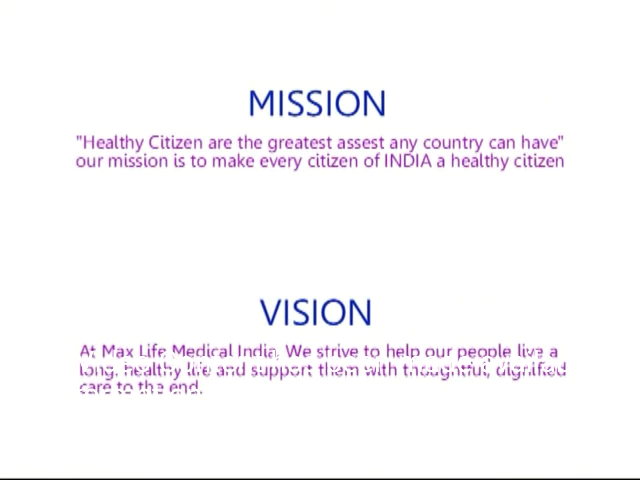 MISSION
"Healthy Citizen are the greatest assest any country can have"
our mission is to make every citizen of INDIA a healthy citizen
VISION
At Max Life Medical India We strive to help our people live a
long, healthy life and support them with thoughtful, dignified
care to the end.